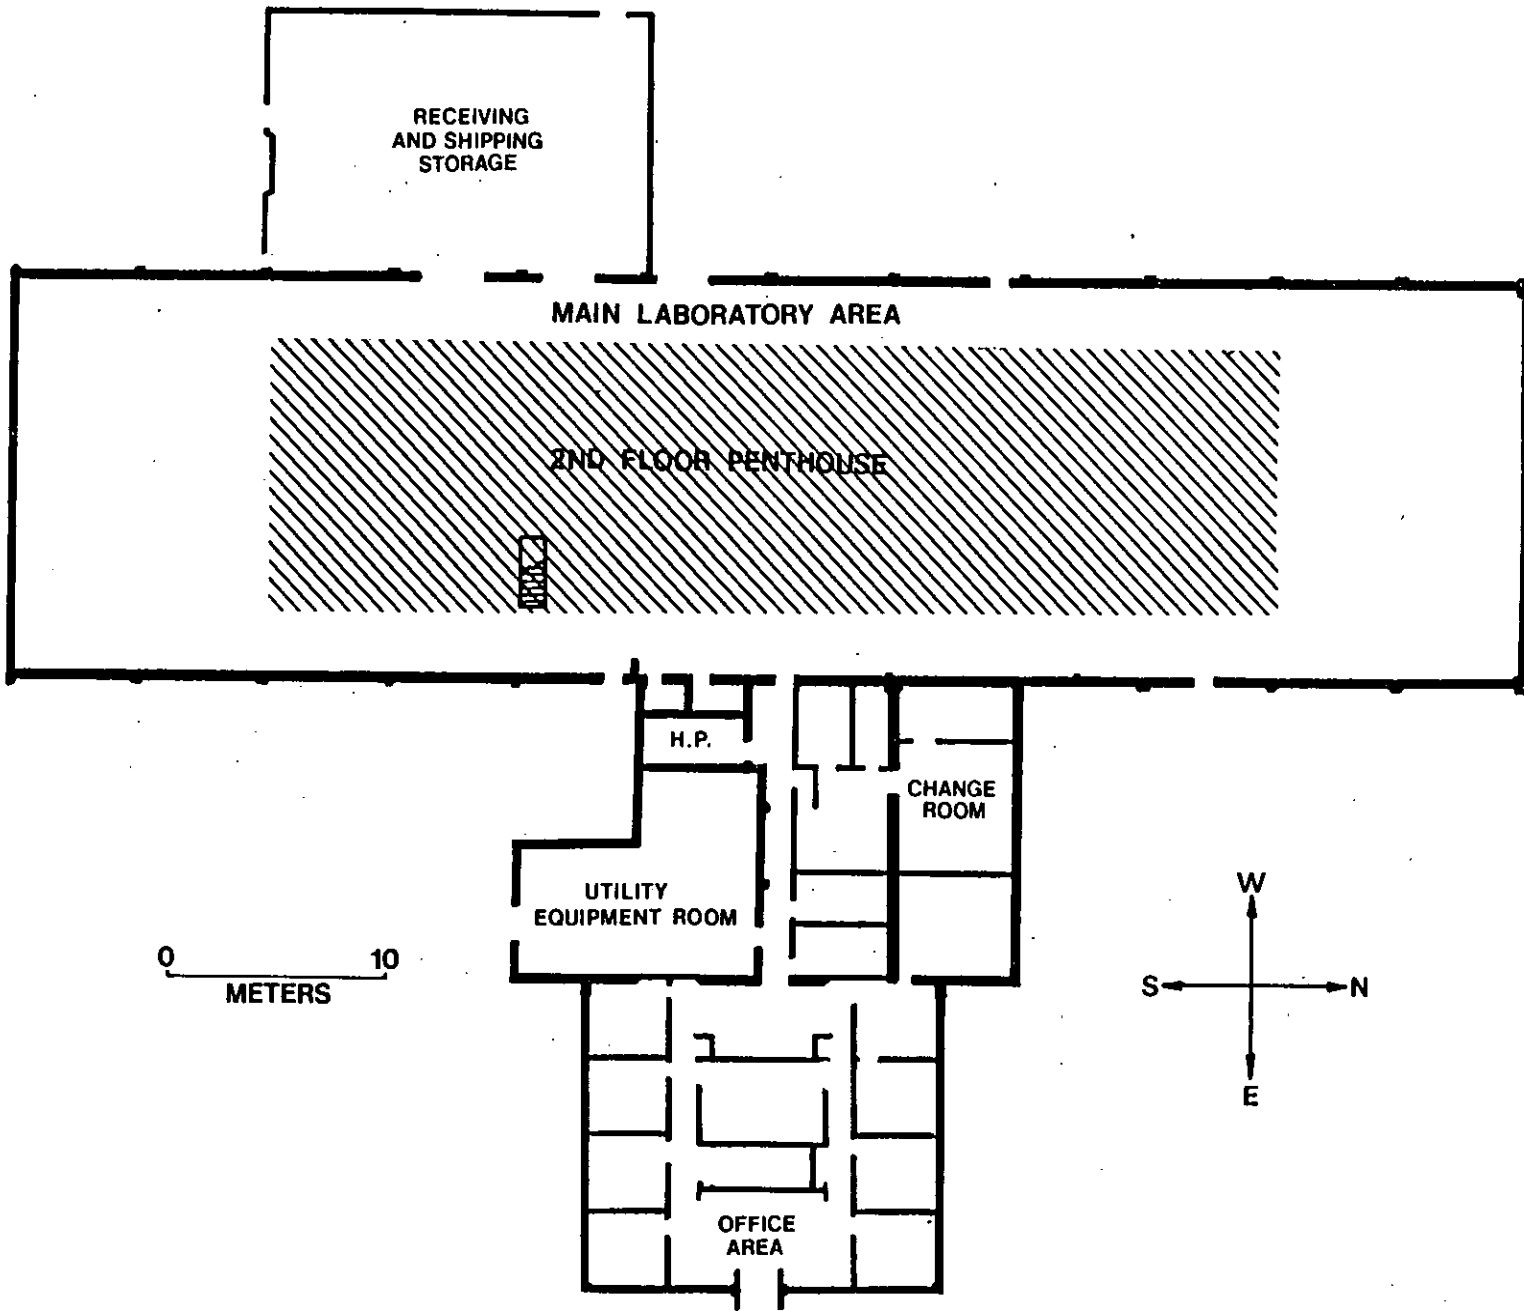 RECEIVING
AND SHIPPING
STORAGE
MAIN LABORATORY AREA
2ND FLOOR PENTHOUSE
H.P.
CHANGE
ROOM
UTILITY
EQUIPMENT ROOM
0 10
METERS
W
S N
E
OFFICE
AREA